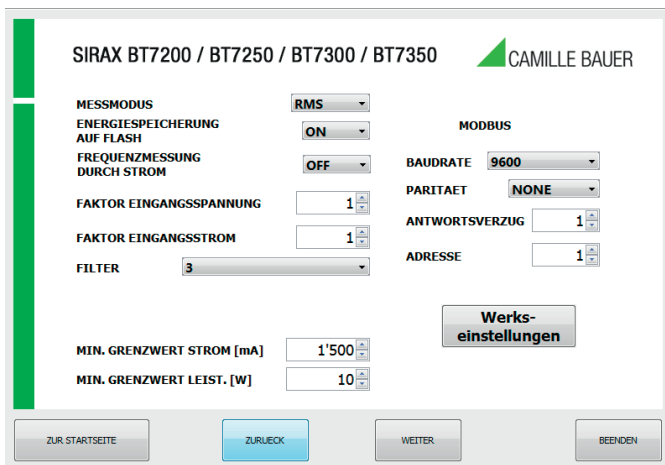 SIRAX BT7200 / BT7250 / BT7300 / BT7350
CAMILLE BAUER
MESSMODUS RMS
ENERGIESPEICHERUNG
AUF FLASH ON
FREQUENZMESSUNG
DURCH STROM OFF
FAKTOR EINGANGSSPANNUNG 1
FAKTOR EINGANGSSTROM 1
FILTER 3
MIN. GRENZWERT STROM [mA] 1'500
MIN. GRENZWERT LEIST. [W] 10
MODBUS
BAUDRATE 9600
PARITAET NONE
ANTWORTSVERZUG 1
ADRESSE 1
Werks-
einstellungen
ZUR STARTSEITE ZURUECK WEITER BEENDEN